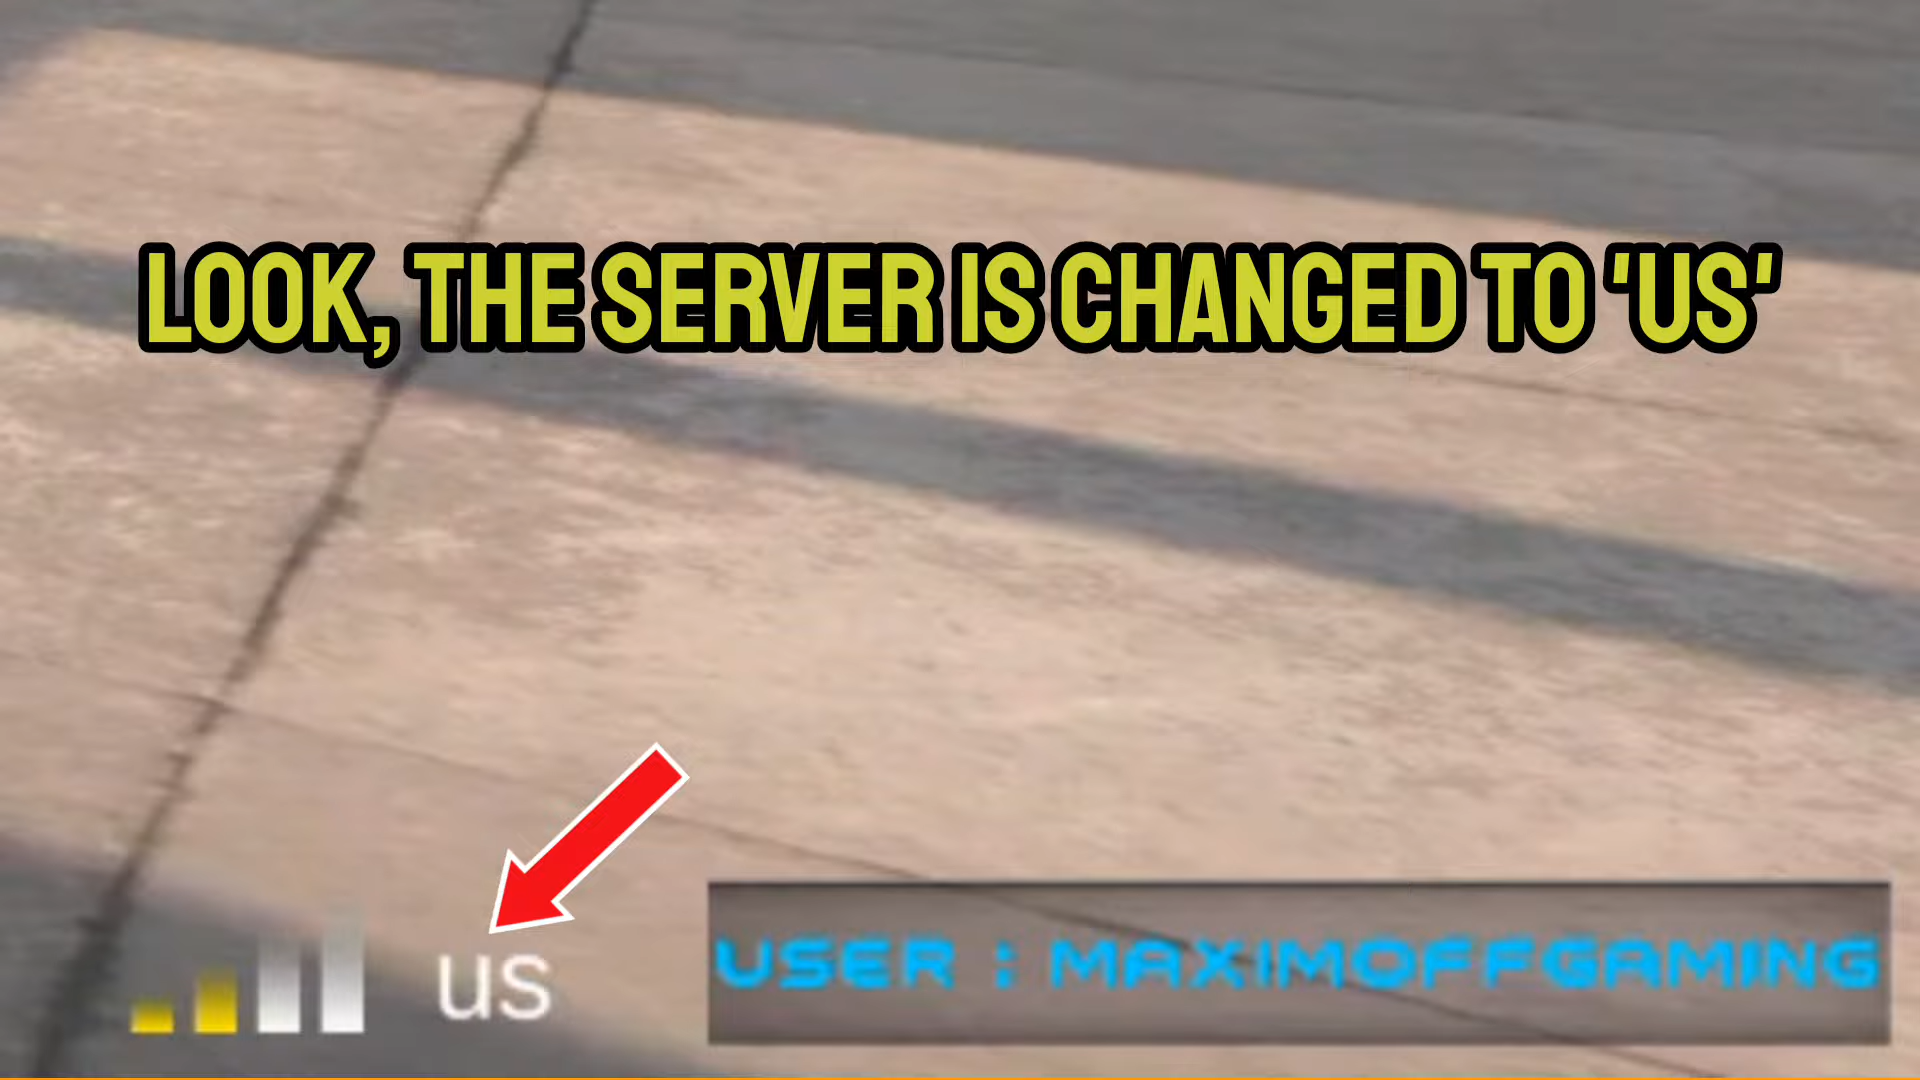 LOOK, THE SERVER IS CHANGED TO 'US'
us
USER : MAXIMOFFGAMING